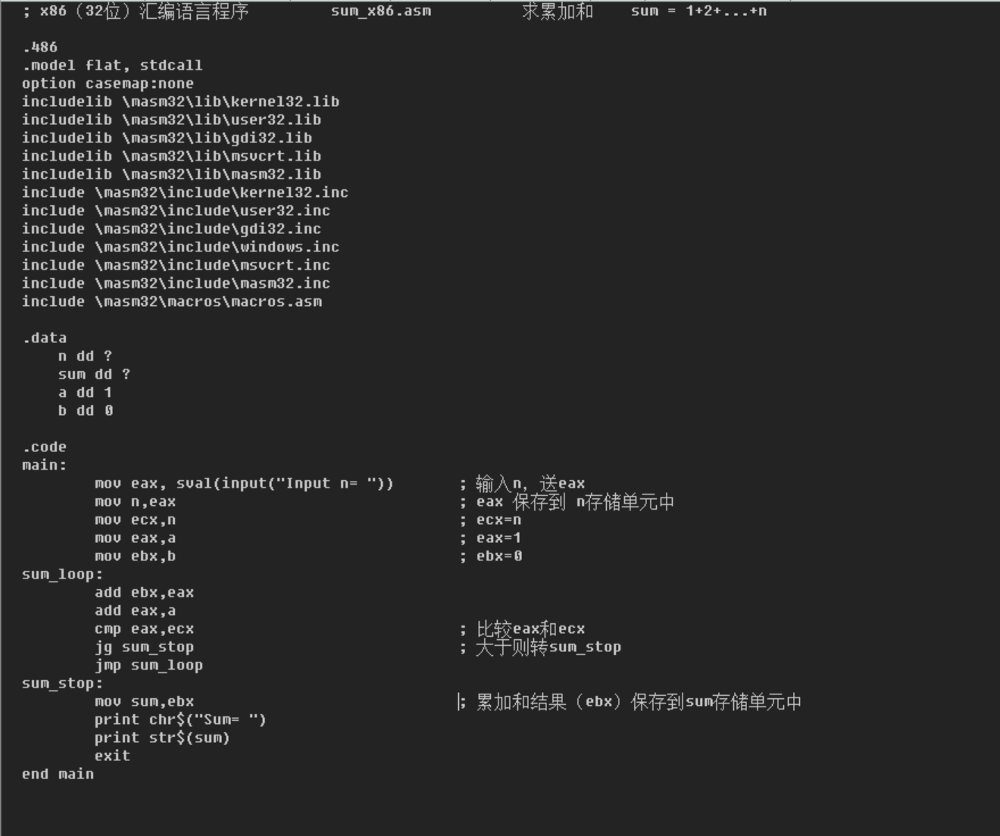 ; x86（32位）汇编语言程序 sum_x86.asm 求累加和 sum = 1+2+...+n
.486
.model flat, stdcall
option casemap:none
includelib \masm32\lib\kernel32.lib
includelib \masm32\lib\user32.lib
includelib \masm32\lib\gdi32.lib
includelib \masm32\lib\msvcrt.lib
includelib \masm32\lib\masm32.lib
include \masm32\include\kernel32.inc
include \masm32\include\user32.inc
include \masm32\include\gdi32.inc
include \masm32\include\windows.inc
include \masm32\include\msvcrt.inc
include \masm32\include\masm32.inc
include \masm32\macros\macros.asm
.data
n dd ?
sum dd ?
a dd 1
b dd 0
.code
main:
mov eax, sval(input("Input n= ")) ; 输入n, 送eax
mov n,eax ; eax 保存到 n存储单元中
mov ecx,n ; ecx=n
mov eax,a ; eax=1
mov ebx,b ; ebx=0
sum_loop:
add ebx,eax
add eax,a
cmp eax,ecx ; 比较eax和ecx
jg sum_stop ; 大于则转sum_stop
jmp sum_loop
sum_stop:
mov sum,ebx ; 累加和结果（ebx）保存到sum存储单元中
print chr$("Sum= ")
print str$(sum)
exit
end main